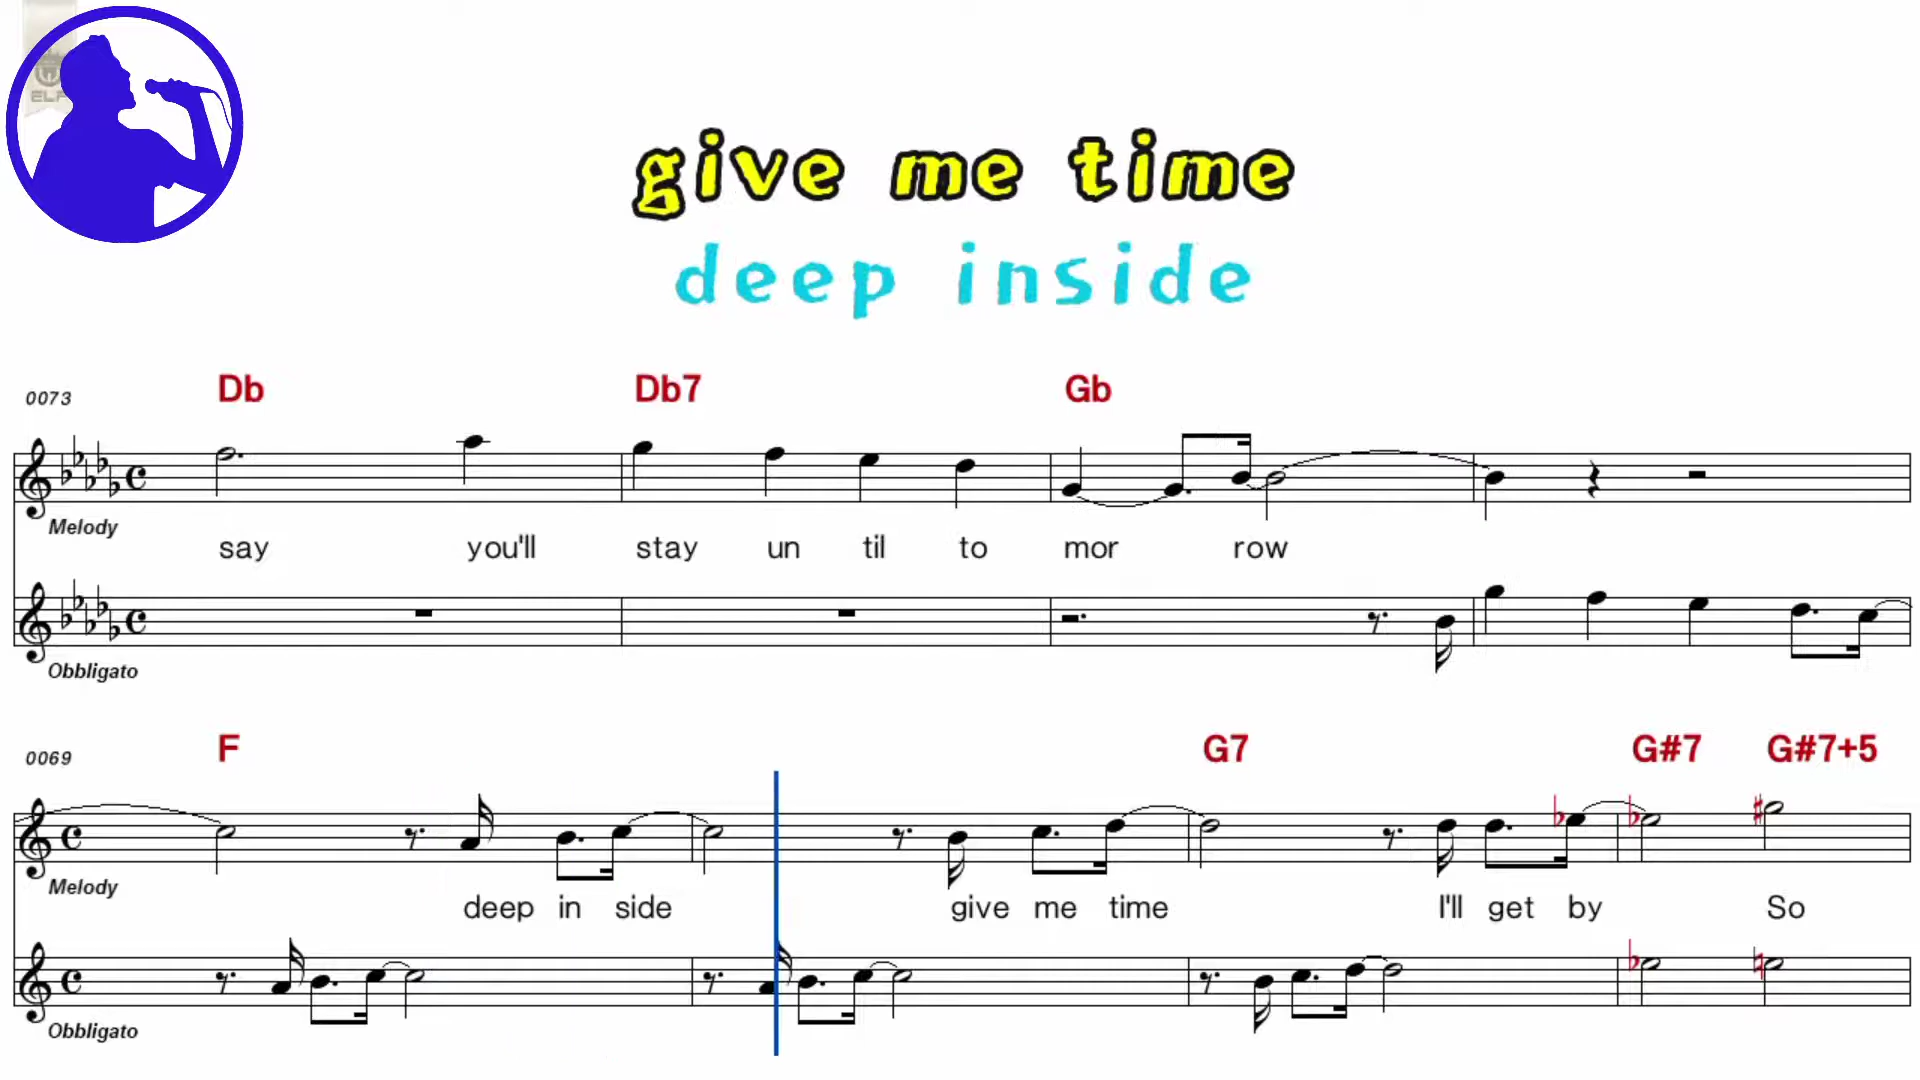 ELF
give me time
deep inside
0073 Db Db7 Gb
Melody
say you'll stay un til to mor row
Obbligato
0069 F G7 G#7 G#7+5
Melody
deep in side give me time I'll get by So
Obbligato